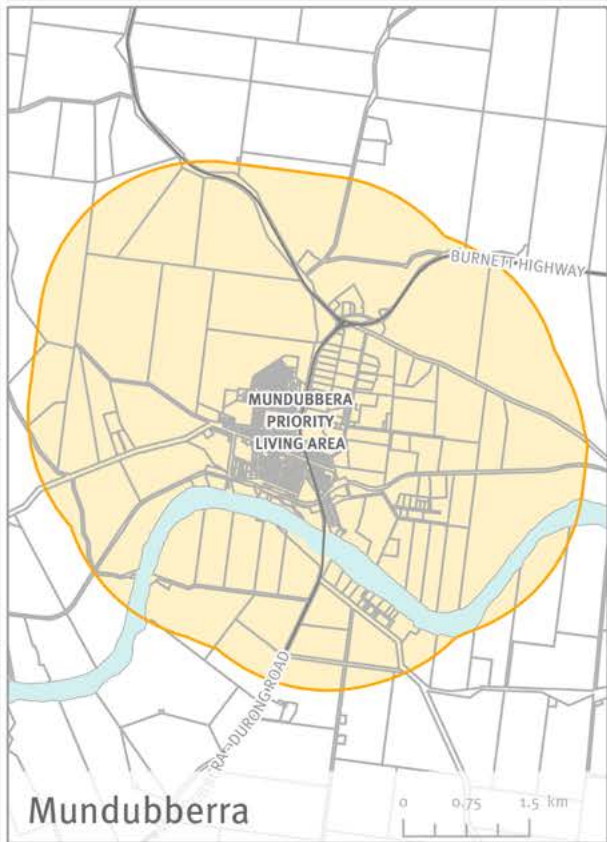 BURNETT HIGHWAY
MUNDUBBERA
PRIORITY
LIVING AREA
DURONG ROAD
Mundubberra
0 0.75 1.5 km